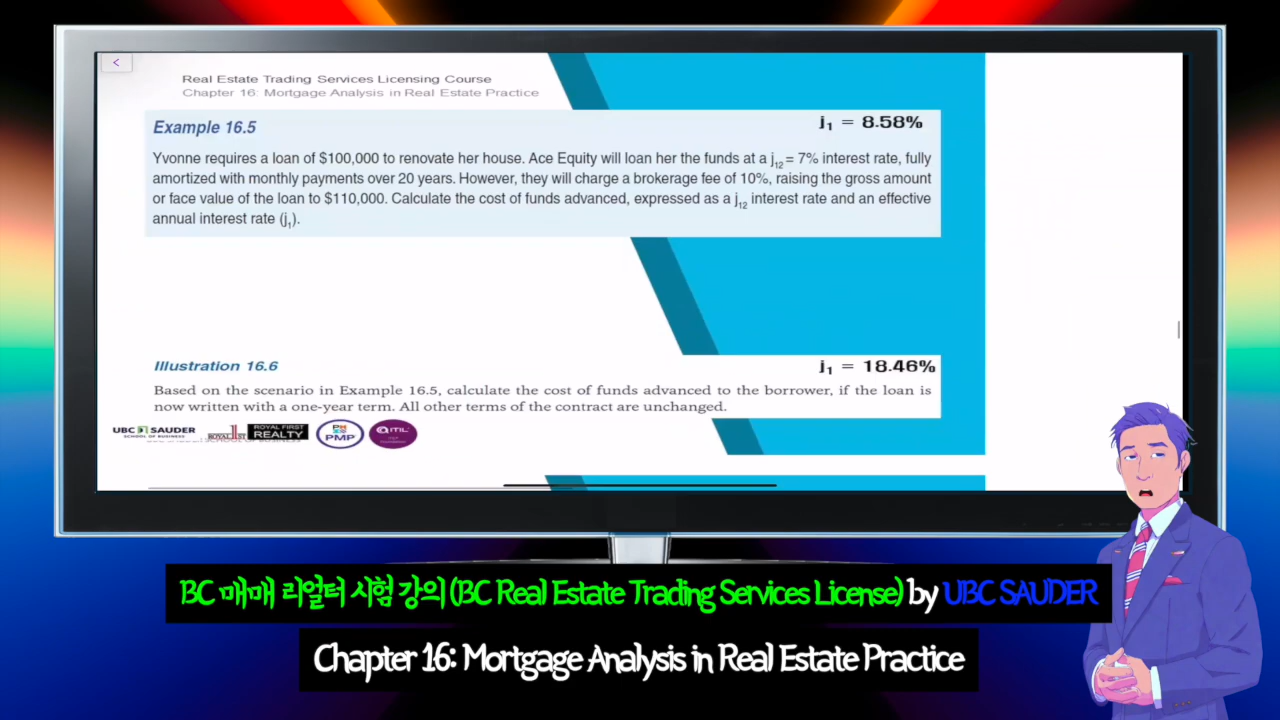 <
Real Estate Trading Services Licensing Course
Chapter 16: Mortgage Analysis in Real Estate Practice
Example 16.5
j1 = 8.58%
Yvonne requires a loan of $100,000 to renovate her house. Ace Equity will loan her the funds at a j12 = 7% interest rate, fully
amortized with monthly payments over 20 years. However, they will charge a brokerage fee of 10%, raising the gross amount
or face value of the loan to $110,000. Calculate the cost of funds advanced, expressed as a j12 interest rate and an effective
annual interest rate (j1).
Illustration 16.6
j1 = 18.46%
Based on the scenario in Example 16.5, calculate the cost of funds advanced to the borrower, if the loan is
now written with a one-year term. All other terms of the contract are unchanged.
UBC SAUDER
SCHOOL OF BUSINESS
ROYAL 1ST
ROYAL FIRST
REALTY
PMP
ITIL
BC 매매 리얼터 시험 강의 (BC Real Estate Trading Services License) by UBC SAUDER
Chapter 16: Mortgage Analysis in Real Estate Practice